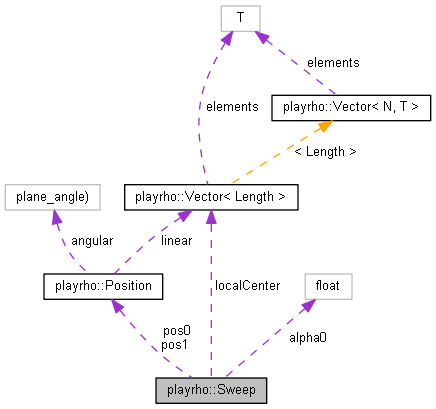 T
elements
elements
playrho::Vector< N, T >
< Length >
plane_angle)
playrho::Vector< Length >
angular
linear
playrho::Position
localCenter
float
pos0
pos1
alpha0
playrho::Sweep